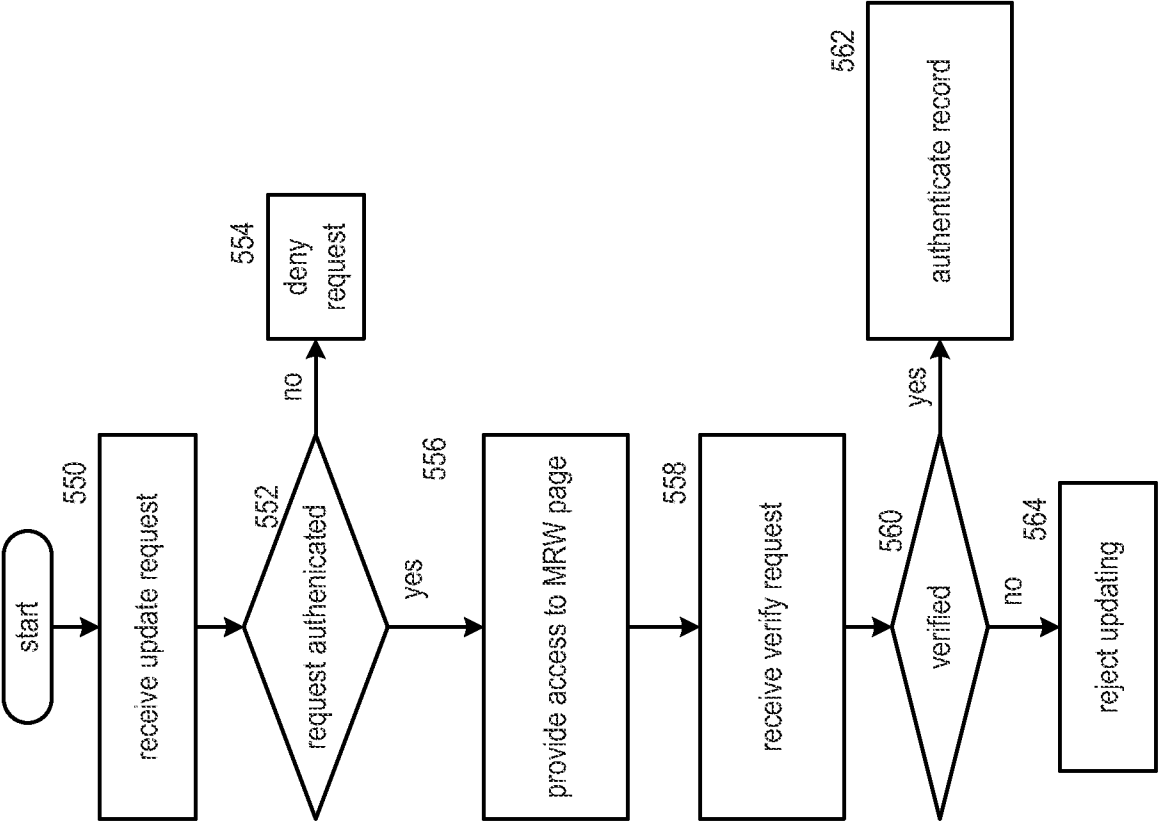 start
550
receive update request
552
request authenicated
no
554
deny
request
yes
556
provide access to MRW page
558
receive verify request
560
verified
yes
562
authenticate record
no
564
reject updating